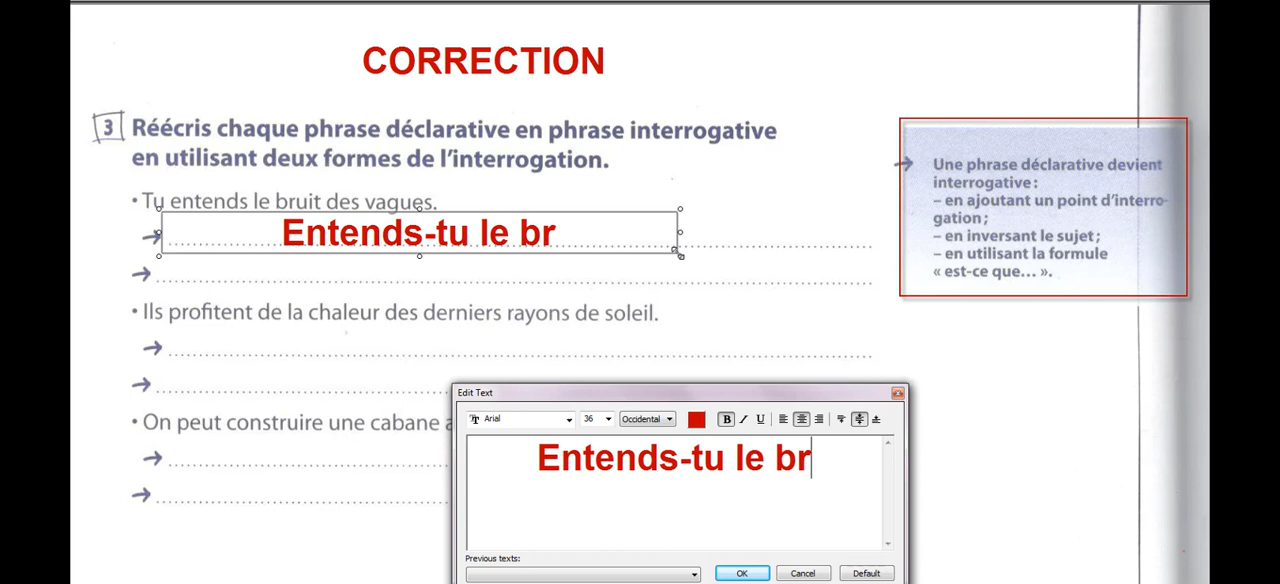 CORRECTION
3 Réécris chaque phrase déclarative en phrase interrogative
en utilisant deux formes de l'interrogation.
• Tu entends le bruit des vagues.
→ Entends-tu le br
→
• Ils profitent de la chaleur des derniers rayons de soleil.
→
→
• On peut construire une cabane
→
→
→ Une phrase déclarative devient
interrogative :
– en ajoutant un point d'interro-
gation ;
– en inversant le sujet ;
– en utilisant la formule
« est-ce que… ».
Edit Text
Arial 36 Occidental B I U
Entends-tu le br
Previous texts:
OK Cancel Default